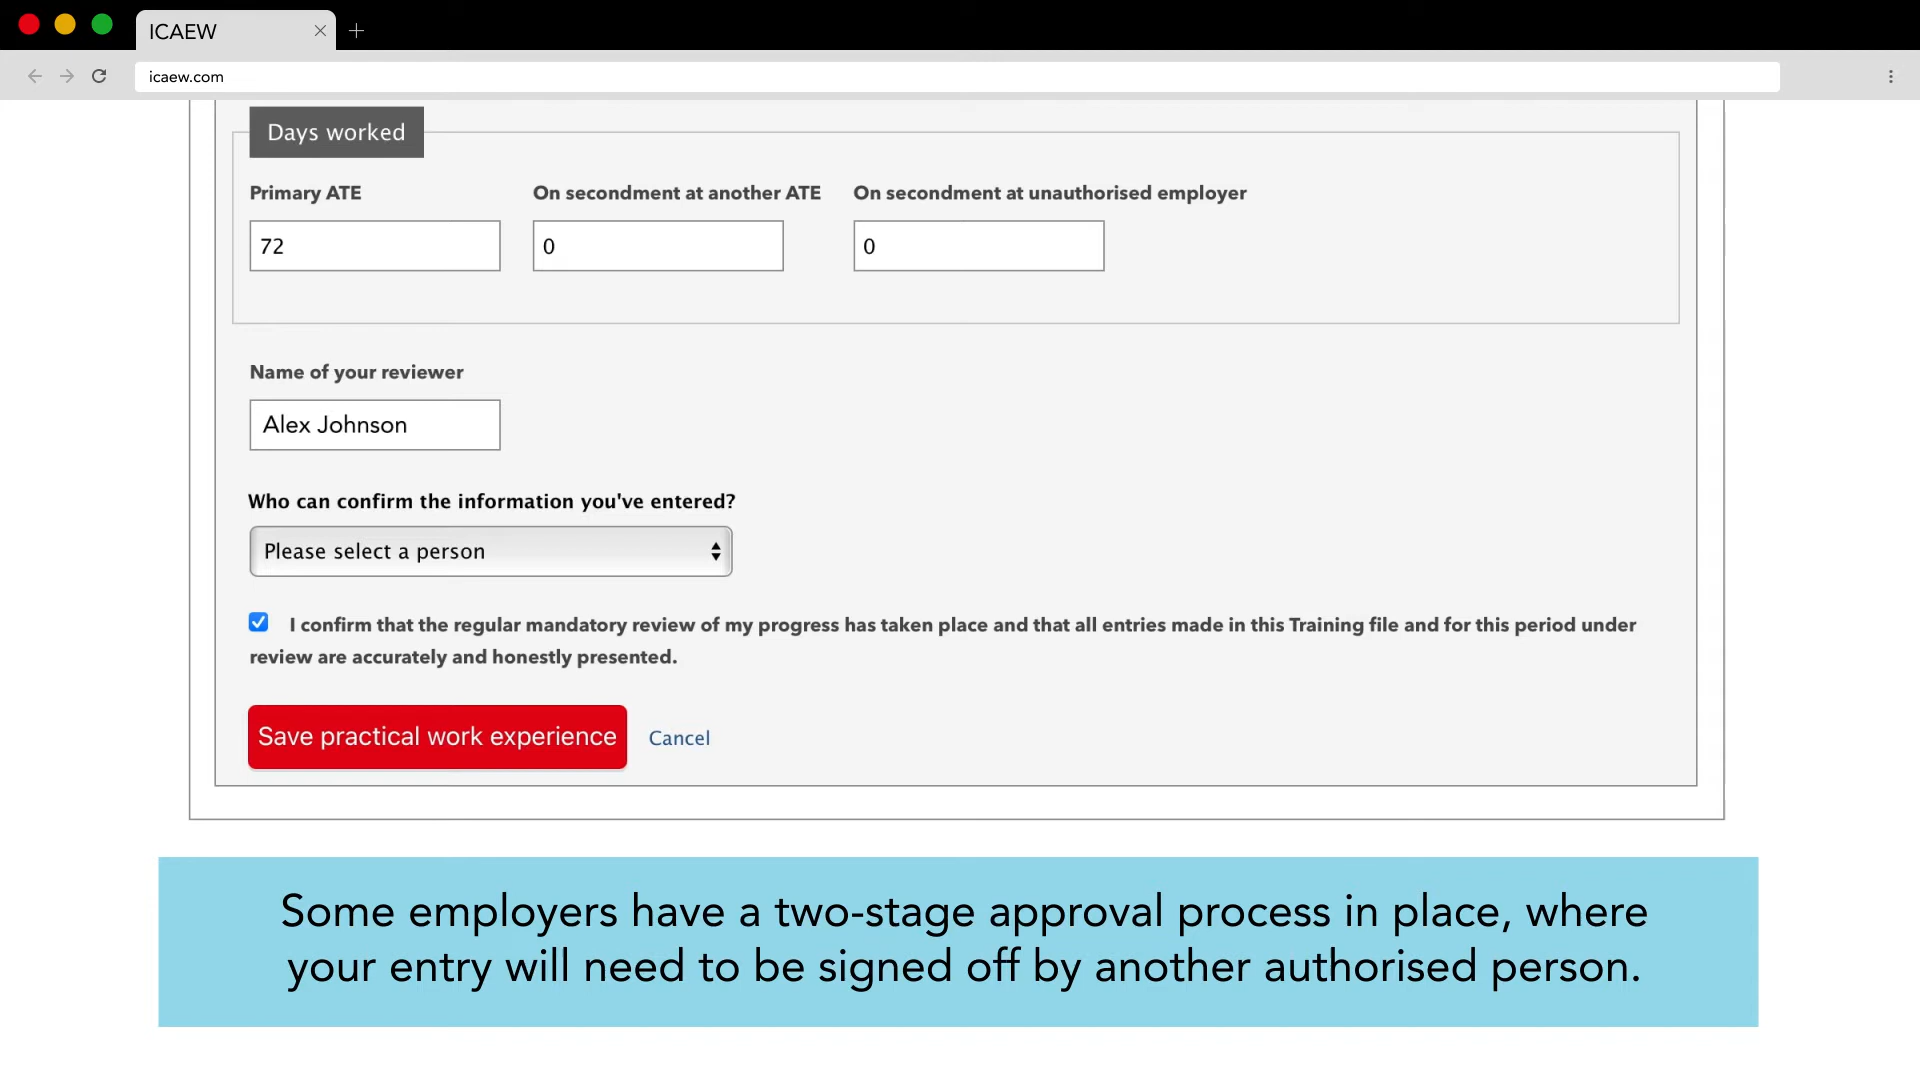 ICAEW
icaew.com
Days worked
Primary ATE
On secondment at another ATE
On secondment at unauthorised employer
72
0
0
Name of your reviewer
Alex Johnson
Who can confirm the information you've entered?
Please select a person
I confirm that the regular mandatory review of my progress has taken place and that all entries made in this Training file and for this period under
review are accurately and honestly presented.
Save practical work experience
Cancel
Some employers have a two-stage approval process in place, where
your entry will need to be signed off by another authorised person.